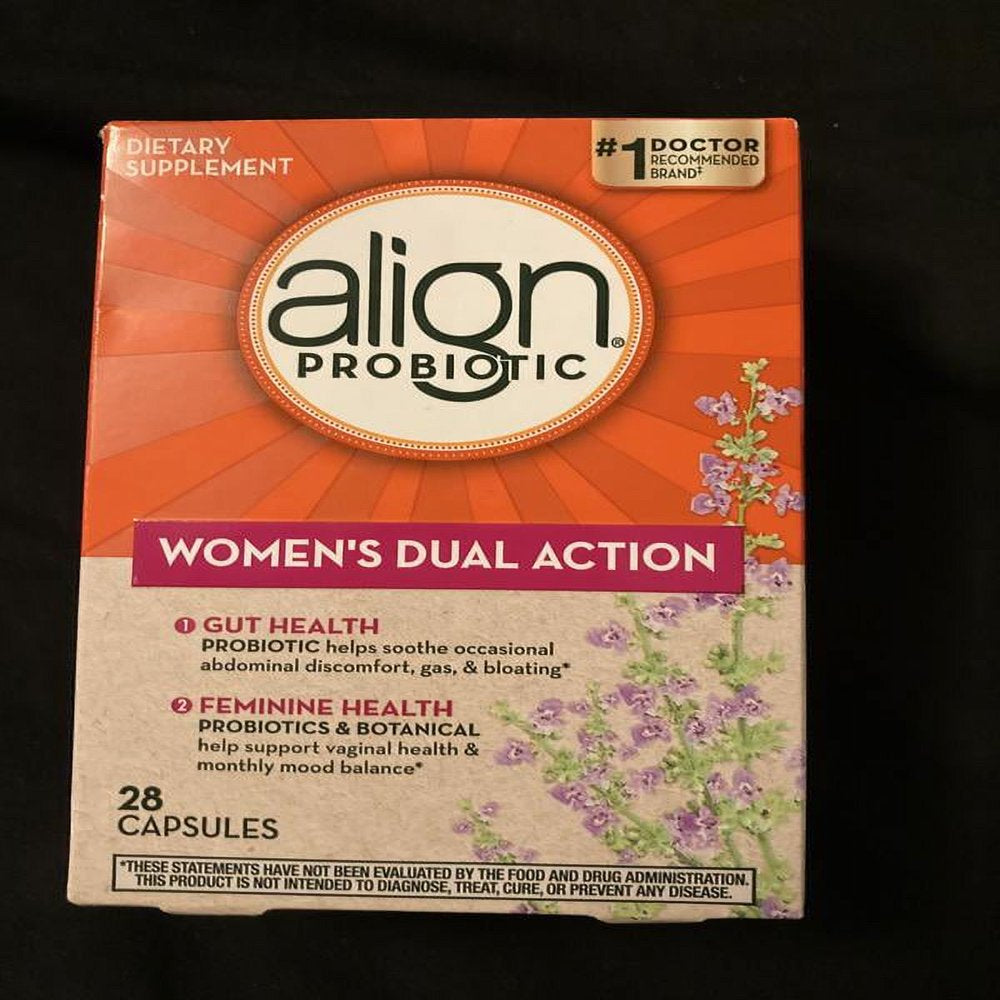 DIETARY
SUPPLEMENT
#1 DOCTOR
RECOMMENDED
BRAND‡
align®
PROBIOTIC
WOMEN'S DUAL ACTION
1 GUT HEALTH
PROBIOTIC helps soothe occasional
abdominal discomfort, gas, & bloating*
2 FEMININE HEALTH
PROBIOTICS & BOTANICAL
help support vaginal health &
monthly mood balance*
28
CAPSULES
*THESE STATEMENTS HAVE NOT BEEN EVALUATED BY THE FOOD AND DRUG ADMINISTRATION.
THIS PRODUCT IS NOT INTENDED TO DIAGNOSE, TREAT, CURE, OR PREVENT ANY DISEASE.